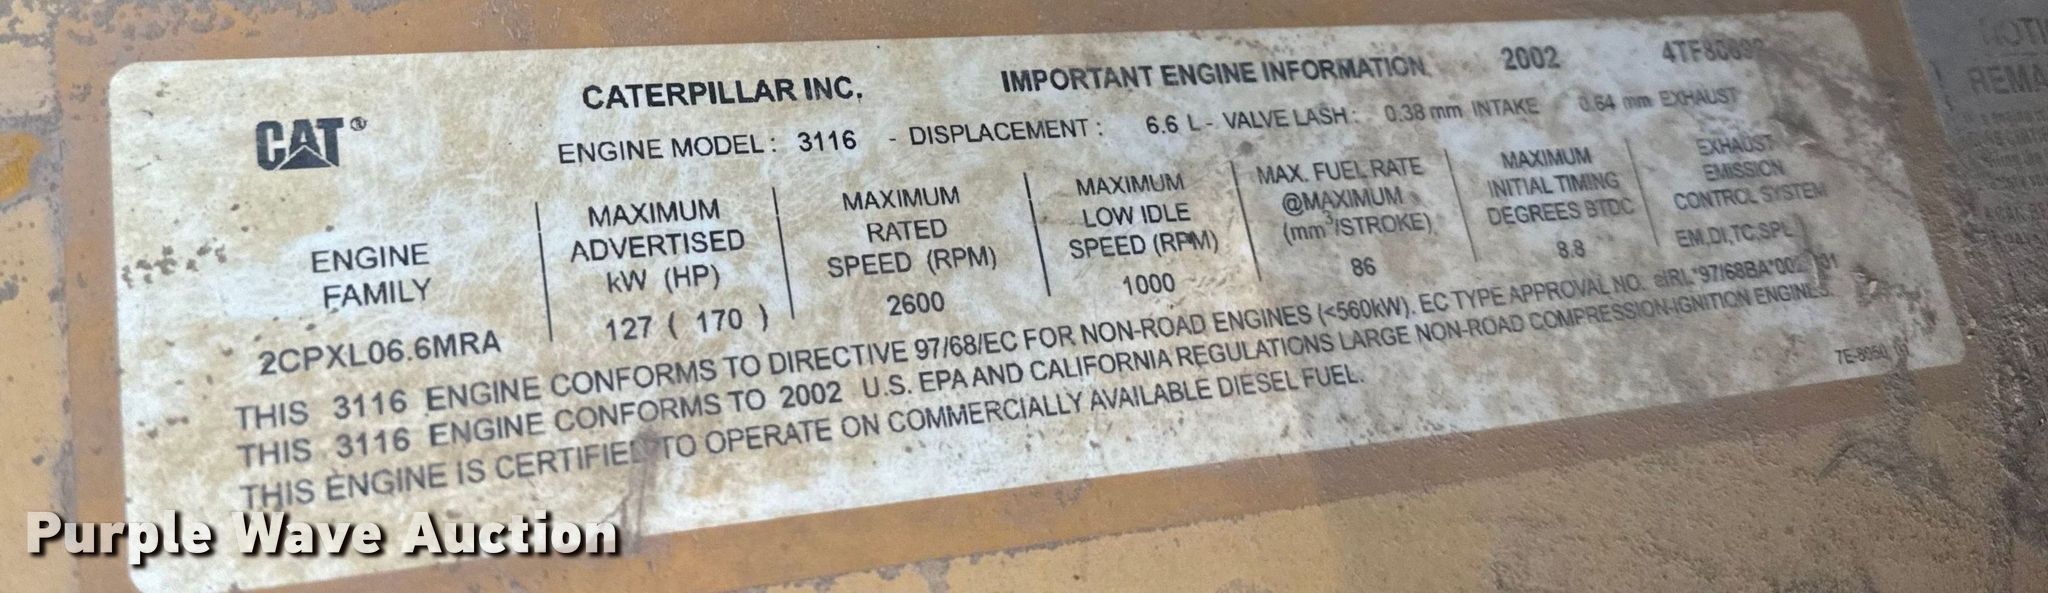 CAT®
CATERPILLAR INC. IMPORTANT ENGINE INFORMATION 2002
ENGINE MODEL: 3116 - DISPLACEMENT: 6.6 L - VALVE LASH: 0.38 mm INTAKE 0.64 mm EXHAUST
ENGINE
FAMILY
2CPXL06.6MRA
MAXIMUM
ADVERTISED
kW (HP)
127 ( 170 )
MAXIMUM
RATED
SPEED (RPM)
2600
MAXIMUM
LOW IDLE
SPEED (RPM)
1000
MAX. FUEL RATE
@MAXIMUM
(mm³/STROKE)
86
MAXIMUM
INITIAL TIMING
DEGREES BTDC
8.8
EXHAUST
EMISSION
CONTROL SYSTEM
EM,DI,TC,SPL
THIS 3116 ENGINE CONFORMS TO DIRECTIVE 97/68/EC FOR NON-ROAD ENGINES (<560kW). EC TYPE APPROVAL NO.
THIS 3116 ENGINE CONFORMS TO 2002 U.S. EPA AND CALIFORNIA REGULATIONS LARGE NON-ROAD COMPRESSION-IGNITION ENGINES.
THIS ENGINE IS CERTIFIED TO OPERATE ON COMMERCIALLY AVAILABLE DIESEL FUEL.
Purple Wave Auction